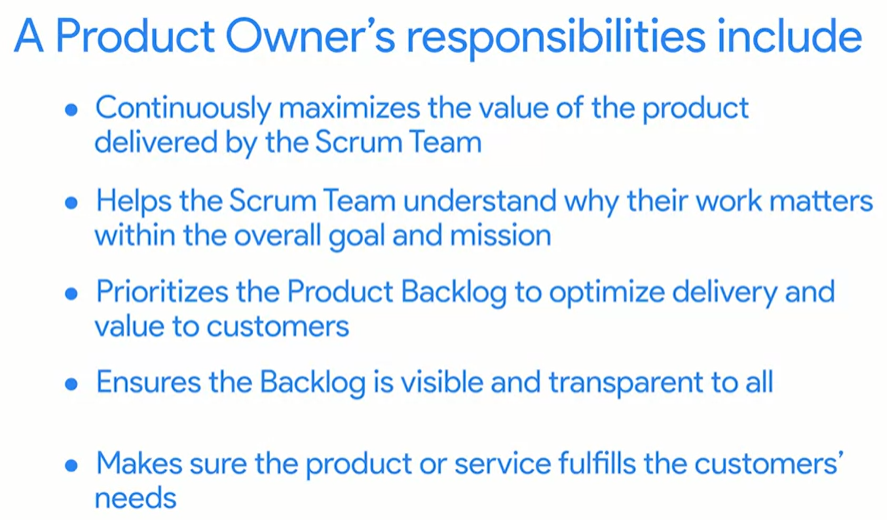 A Product Owner's responsibilities include
• Continuously maximizes the value of the product
delivered by the Scrum Team
• Helps the Scrum Team understand why their work matters
within the overall goal and mission
• Prioritizes the Product Backlog to optimize delivery and
value to customers
• Ensures the Backlog is visible and transparent to all
• Makes sure the product or service fulfills the customers'
needs